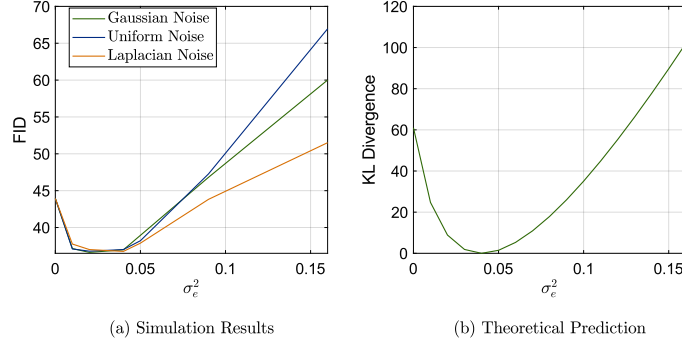 Gaussian Noise
Uniform Noise
Laplacian Noise
FID
70
65
60
55
50
45
40
0
0.05
0.1
0.15
σ_e^2
(a) Simulation Results
KL Divergence
120
100
80
60
40
20
0
0
0.05
0.1
0.15
σ_e^2
(b) Theoretical Prediction